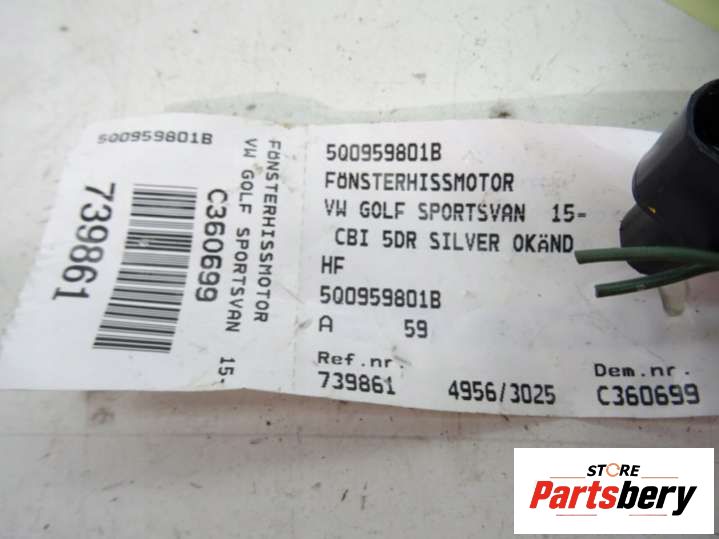 5Q0959801B
FÖNSTERHISSMOTOR
VW GOLF SPORTSVAN 15-
C360699
739861
5Q0959801B
FÖNSTERHISSMOTOR
VW GOLF SPORTSVAN 15-
CBI 5DR SILVER OKÄND
HF
5Q0959801B
A 59
Ref.nr. Dem.nr.
739861 4956/3025 C360699
STORE
Partsbery